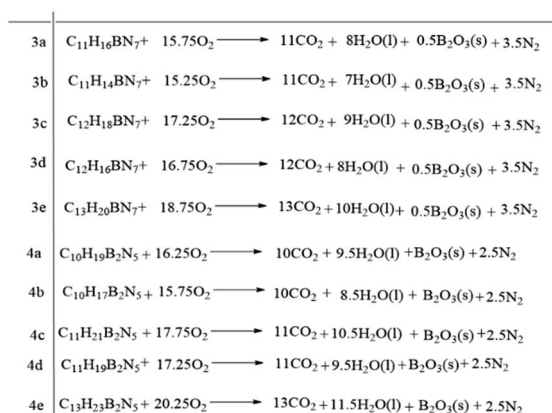 3a C₁₁H₁₆BN₇+ 15.75O₂ ⟶ 11CO₂ + 8H₂O(l) + 0.5B₂O₃(s) + 3.5N₂
3b C₁₁H₁₄BN₇+ 15.25O₂ ⟶ 11CO₂ + 7H₂O(l) + 0.5B₂O₃(s) + 3.5N₂
3c C₁₂H₁₈BN₇+ 17.25O₂ ⟶ 12CO₂ + 9H₂O(l) + 0.5B₂O₃(s) +3.5N₂
3d C₁₂H₁₆BN₇+ 16.75O₂ ⟶ 12CO₂ +8H₂O(l) + 0.5B₂O₃(s) + 3.5N₂
3e C₁₃H₂₀BN₇+ 18.75O₂ ⟶ 13CO₂ +10H₂O(l)+ 0.5B₂O₃(s) + 3.5N₂
4a C₁₀H₁₉B₂N₅ + 16.25O₂ ⟶ 10CO₂ + 9.5H₂O(l) +B₂O₃(s) +2.5N₂
4b C₁₀H₁₇B₂N₅ + 15.75O₂ ⟶ 10CO₂ + 8.5H₂O(l) + B₂O₃(s) +2.5N₂
4c C₁₁H₂₁B₂N₅ + 17.75O₂ ⟶ 11CO₂ +10.5H₂O(l) + B₂O₃(s) +2.5N₂
4d C₁₁H₁₉B₂N₅+ 17.25O₂ ⟶ 11CO₂ +9.5H₂O(l) +B₂O₃(s) +2.5N₂
4e C₁₃H₂₃B₂N₅ + 20.25O₂ ⟶ 13CO₂ +11.5H₂O(l) + B₂O₃(s) + 2.5N₂